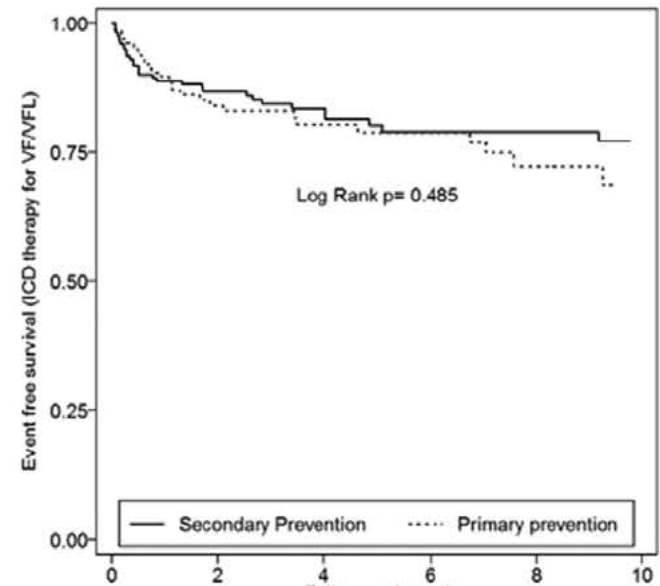 Event free survival (ICD therapy for VF/VFL)
1.00
0.75
0.50
0.25
0.00
Log Rank p= 0.485
Secondary Prevention Primary prevention
0 2 4 6 8 10